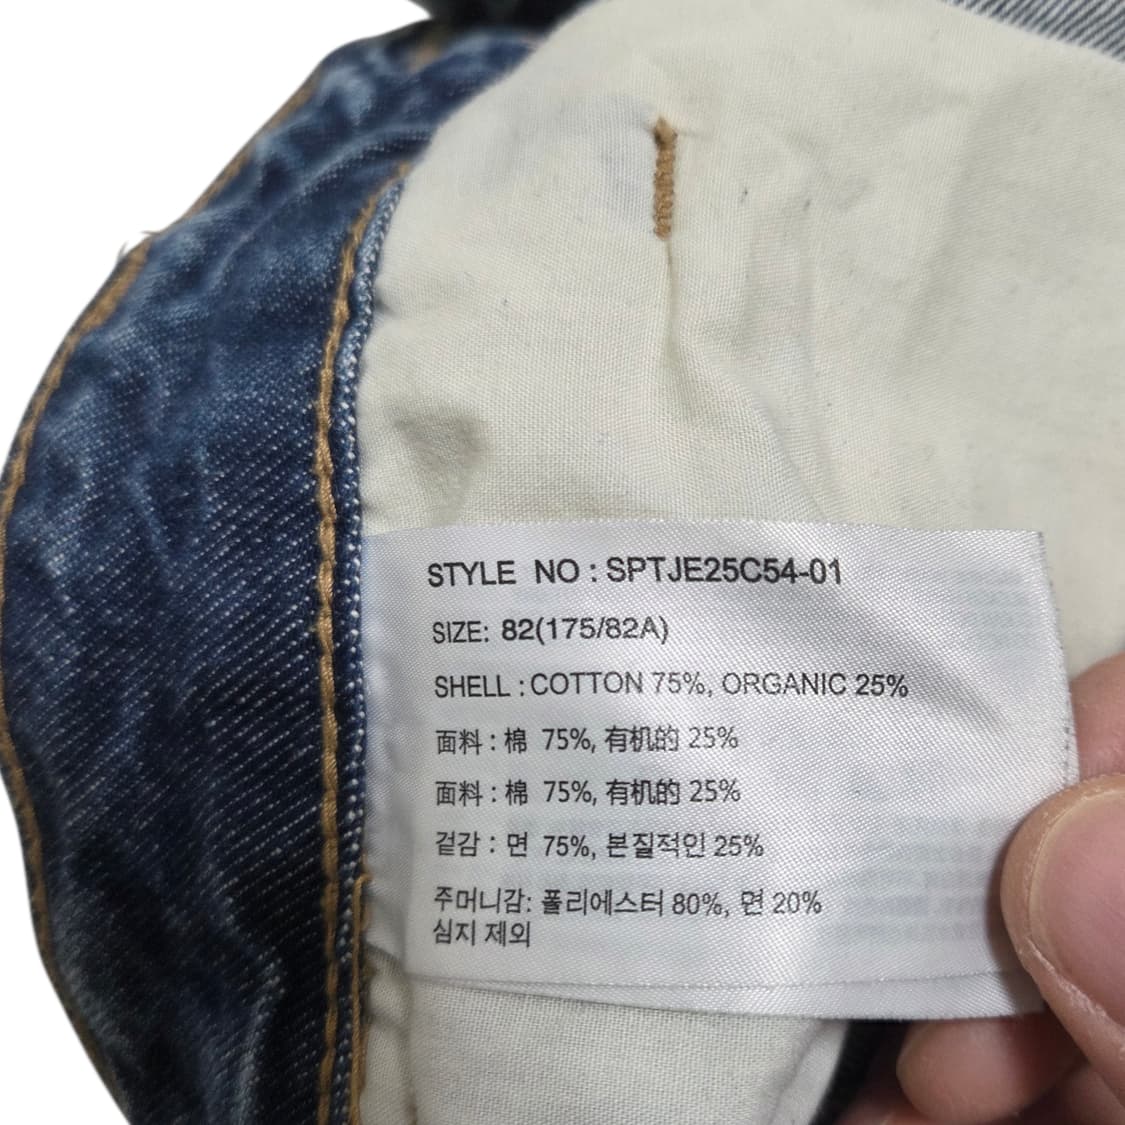 STYLE NO : SPTJE25C54-01
SIZE: 82(175/82A)
SHELL : COTTON 75%, ORGANIC 25%
面料 : 棉 75%, 有机的 25%
面料 : 棉 75%, 有机的 25%
겉감 : 면 75%, 본질적인 25%
주머니감: 폴리에스터 80%, 면 20%
심지 제외